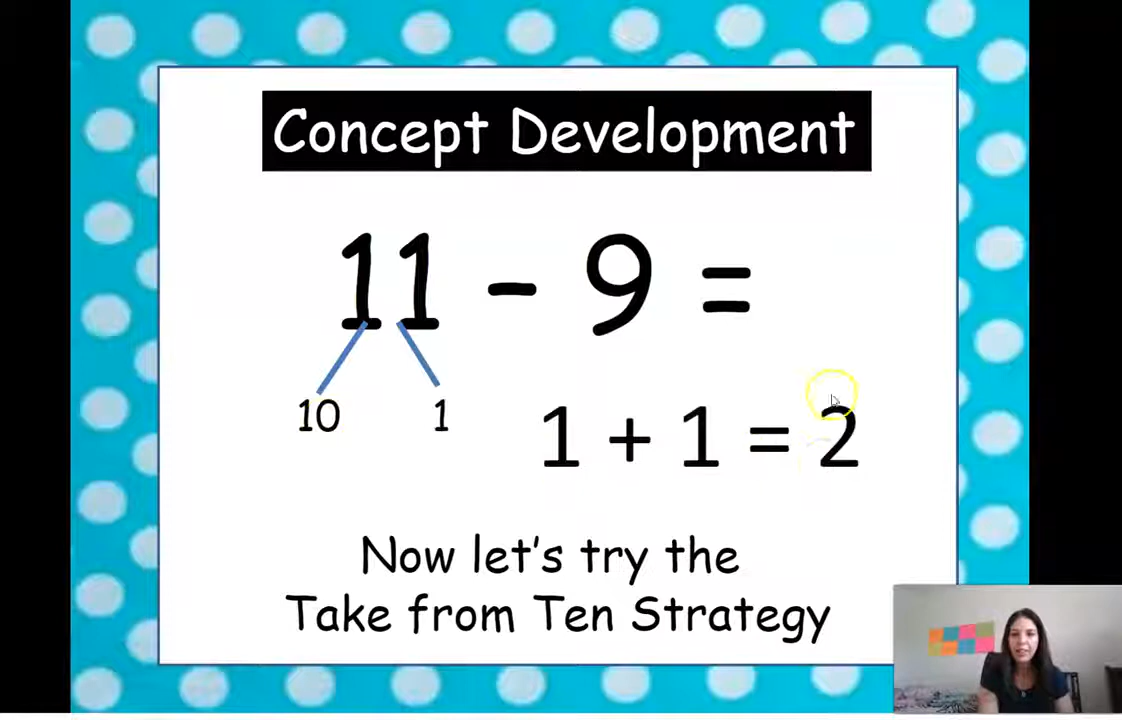 Concept Development
11 - 9 =
10 1
1 + 1 = 2
Now let's try the
Take from Ten Strategy